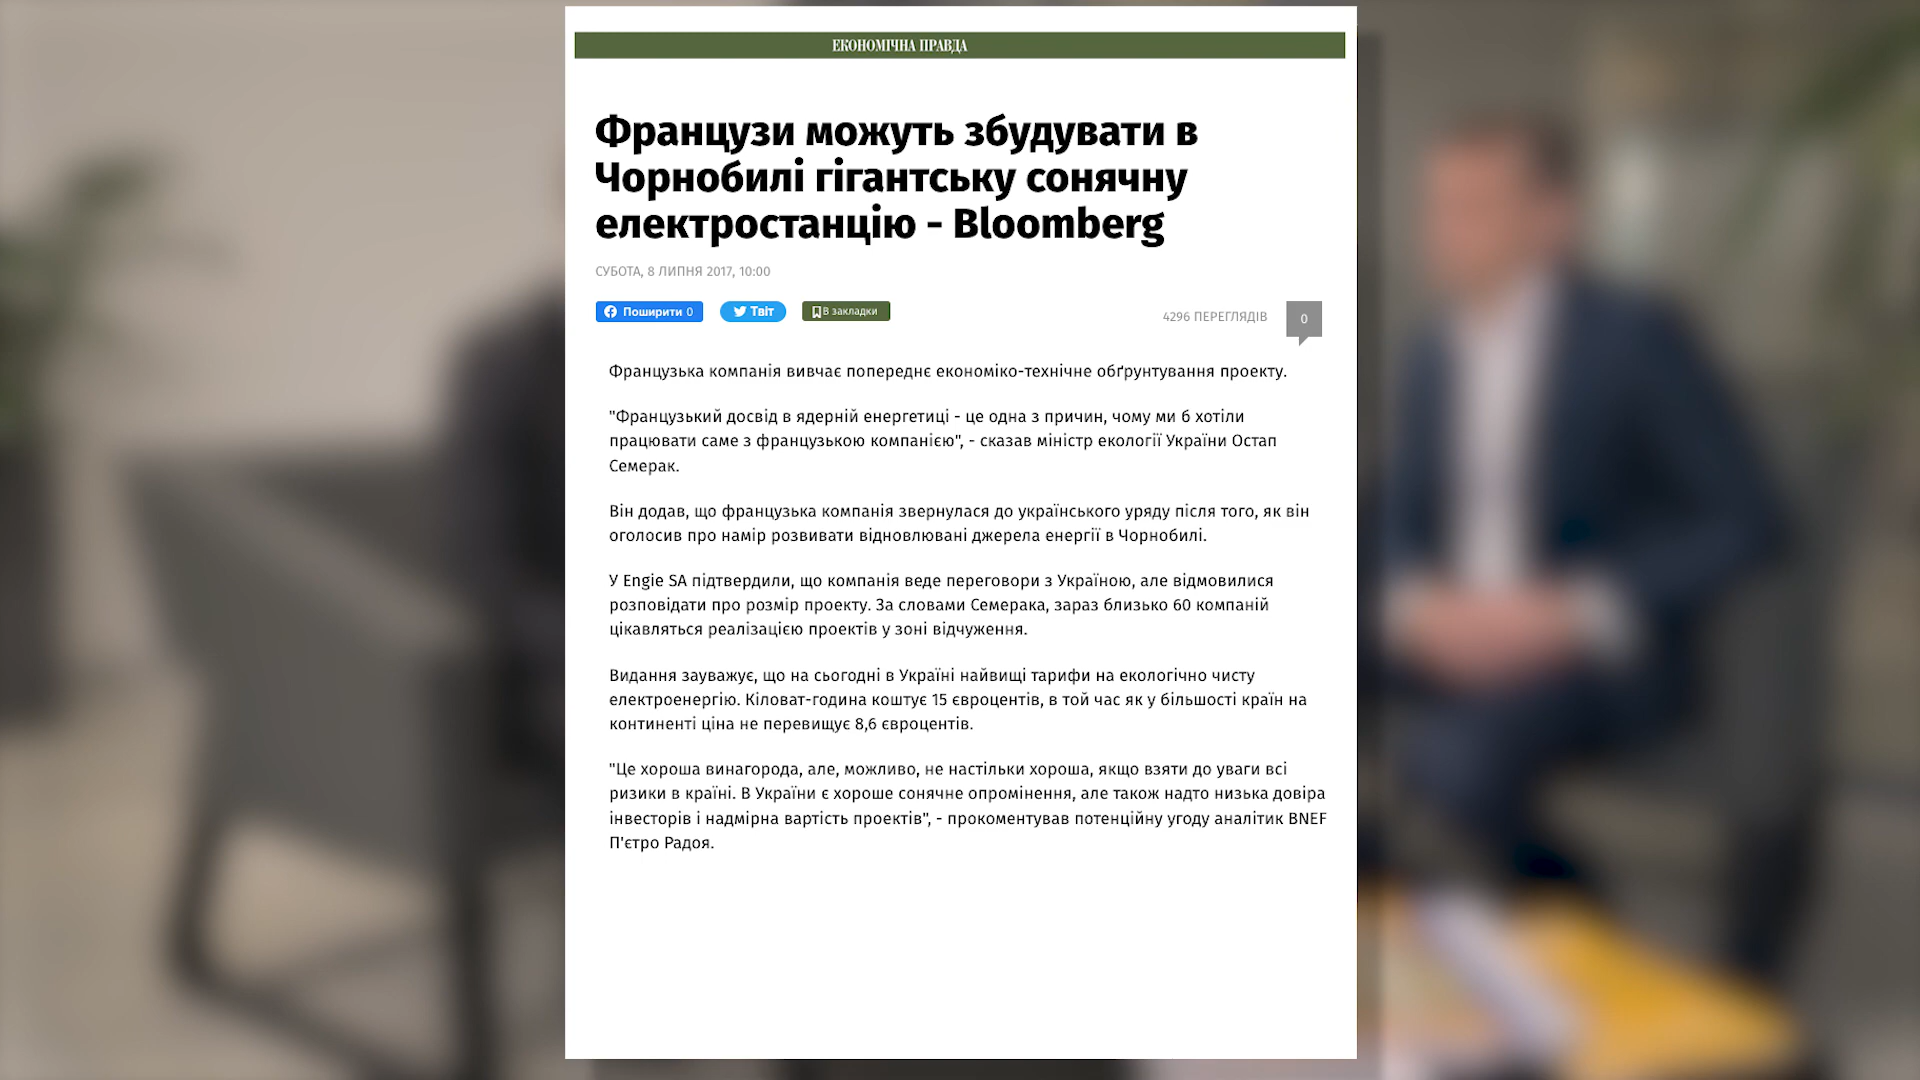 ЕКОНОМІЧНА ПРАВДА
Французи можуть збудувати в
Чорнобилі гігантську сонячну
електростанцію - Bloomberg
СУБОТА, 8 ЛИПНЯ 2017, 10:00
Поширити 0
Твіт
В закладки
4296 ПЕРЕГЛЯДІВ
0
Французька компанія вивчає попереднє економіко-технічне обґрунтування проекту.
"Французький досвід в ядерній енергетиці - це одна з причин, чому ми б хотіли
працювати саме з французькою компанією", - сказав міністр екології України Остап
Семерак.
Він додав, що французька компанія звернулася до українського уряду після того, як він
оголосив про намір розвивати відновлювані джерела енергії в Чорнобилі.
У Engie SA підтвердили, що компанія веде переговори з Україною, але відмовилися
розповідати про розмір проекту. За словами Семерака, зараз близько 60 компаній
цікавляться реалізацією проектів у зоні відчуження.
Видання зауважує, що на сьогодні в Україні найвищі тарифи на екологічно чисту
електроенергію. Кіловат-година коштує 15 євроцентів, в той час як у більшості країн на
континенті ціна не перевищує 8,6 євроцентів.
"Це хороша винагорода, але, можливо, не настільки хороша, якщо взяти до уваги всі
ризики в країні. В України є хороше сонячне опромінення, але також надто низька довіра
інвесторів і надмірна вартість проектів", - прокоментував потенційну угоду аналітик BNEF
П'єтро Радоя.